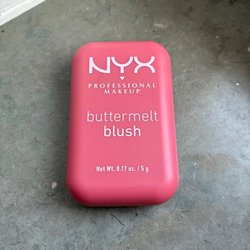 NYX
PROFESSIONAL
MAKEUP
buttermelt
blush
Net Wt. 0.17 oz. / 5 g